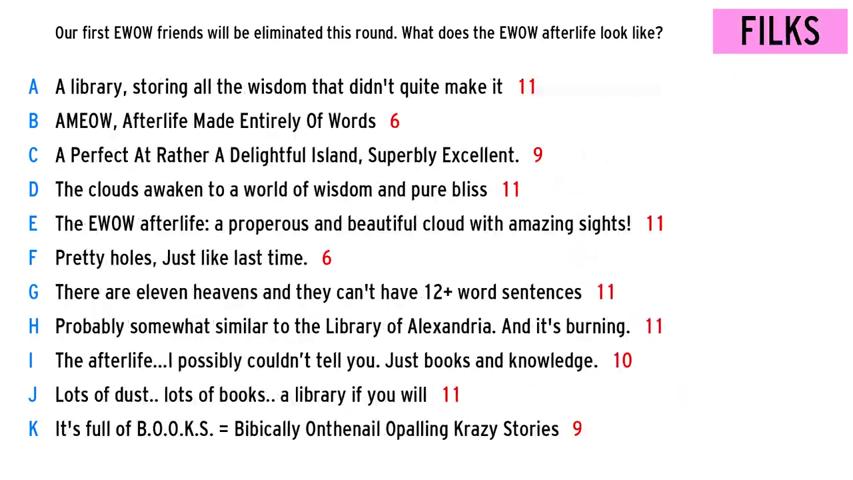 Our first EWOW friends will be eliminated this round. What does the EWOW afterlife look like?
FILKS
A A library, storing all the wisdom that didn't quite make it 11
B AMEOW, Afterlife Made Entirely Of Words 6
C A Perfect At Rather A Delightful Island, Superbly Excellent. 9
D The clouds awaken to a world of wisdom and pure bliss 11
E The EWOW afterlife: a properous and beautiful cloud with amazing sights! 11
F Pretty holes, Just like last time. 6
G There are eleven heavens and they can't have 12+ word sentences 11
H Probably somewhat similar to the Library of Alexandria. And it's burning. 11
I The afterlife...I possibly couldn’t tell you. Just books and knowledge. 10
J Lots of dust.. lots of books.. a library if you will 11
K It's full of B.O.O.K.S. = Bibically Onthenail Opalling Krazy Stories 9